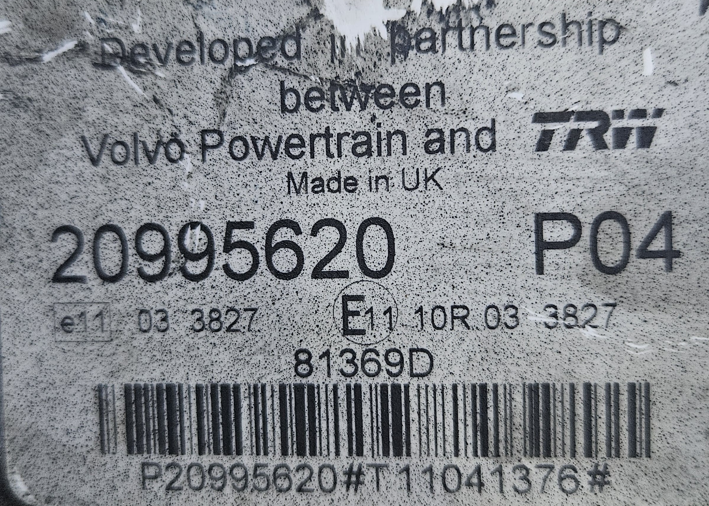 Developed in partnership
between
Volvo Powertrain and TRW
Made in UK
20995620 P04
e11 03 3827 E11 10R 03 3827
81369D
P20995620#T11041376#